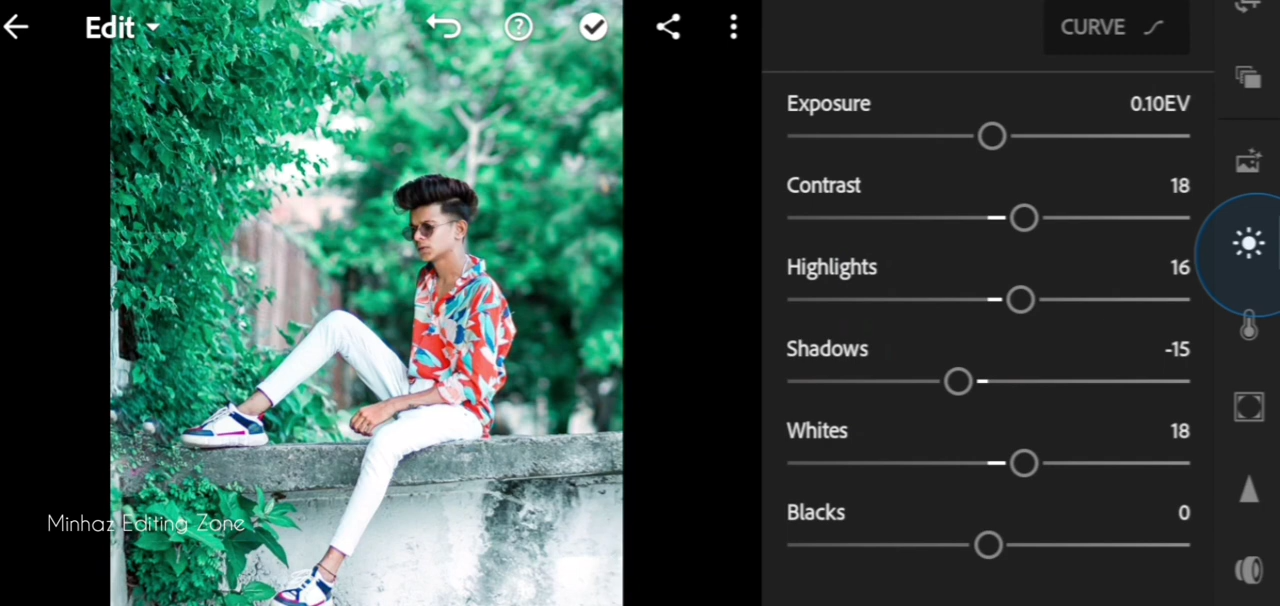 Edit
CURVE
Exposure 0.10EV
Contrast 18
Highlights 16
Shadows -15
Whites 18
Blacks 0
Minhaz Editing Zone